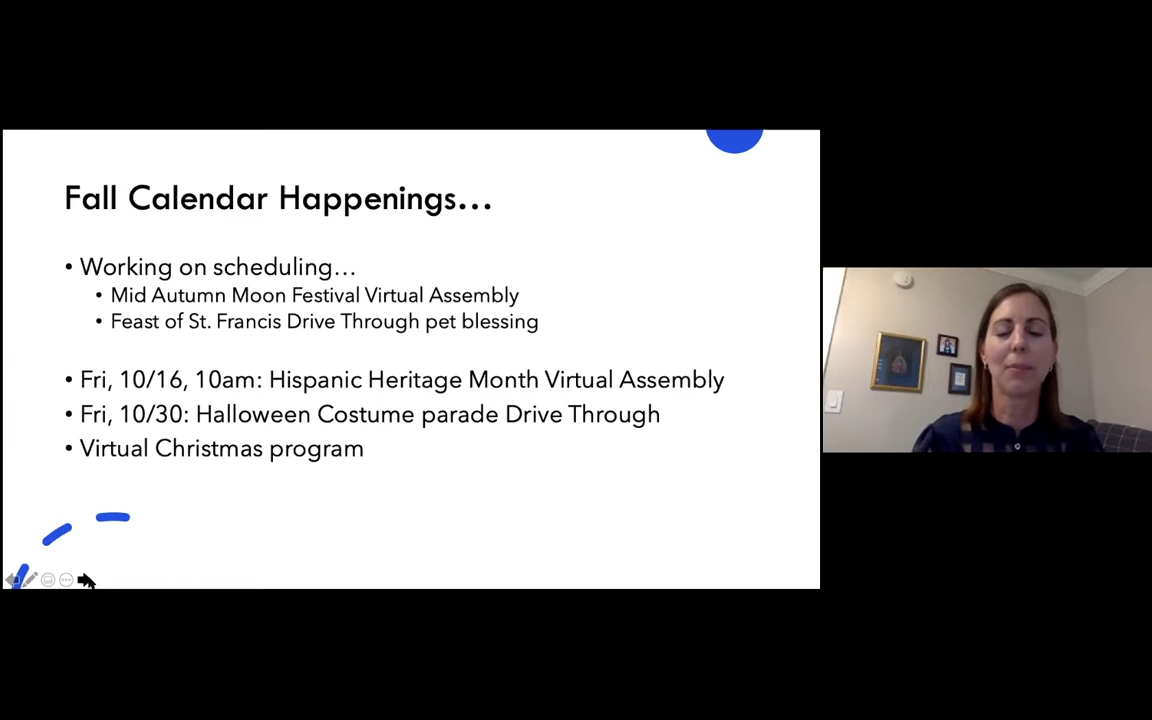 Fall Calendar Happenings...
• Working on scheduling...
• Mid Autumn Moon Festival Virtual Assembly
• Feast of St. Francis Drive Through pet blessing
• Fri, 10/16, 10am: Hispanic Heritage Month Virtual Assembly
• Fri, 10/30: Halloween Costume parade Drive Through
• Virtual Christmas program